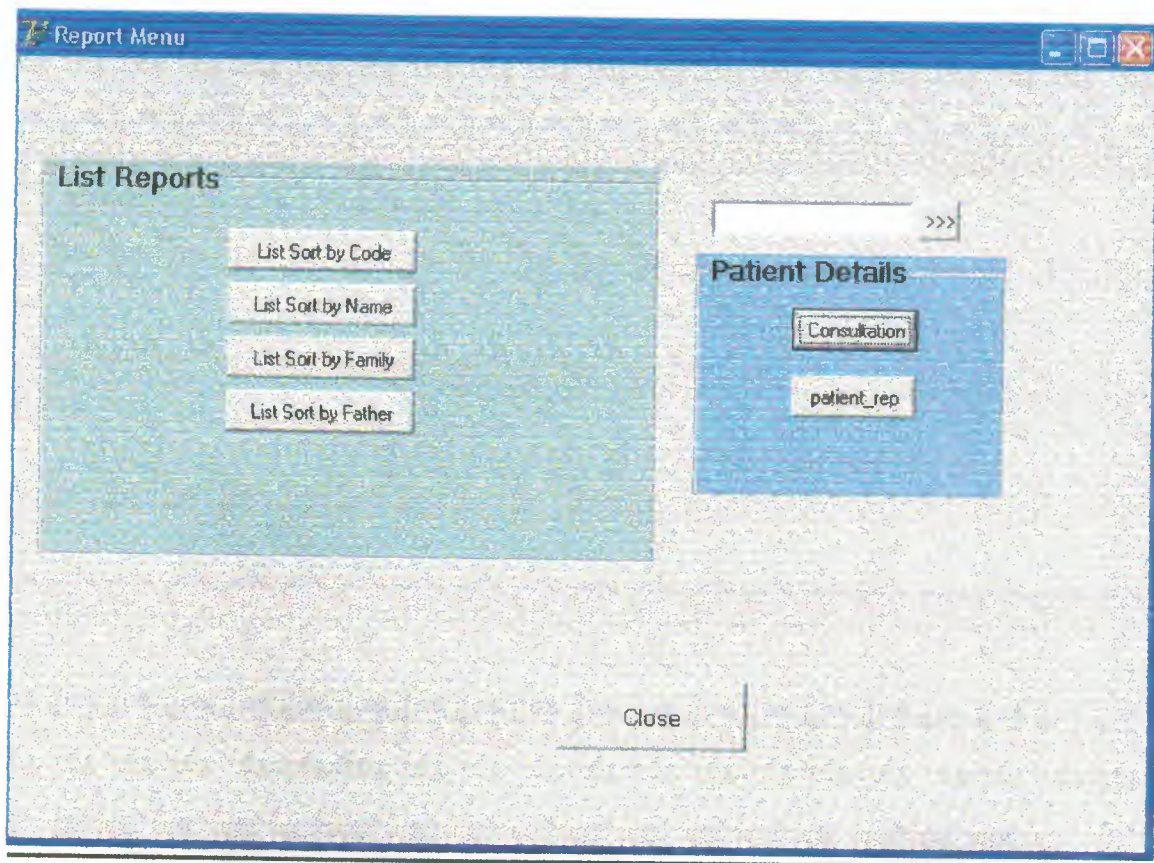 Report Menu
List Reports
List Sort by Code
List Sort by Name
List Sort by Family
List Sort by Father
>>>
Patient Details
Consultation
patient_rep
Close